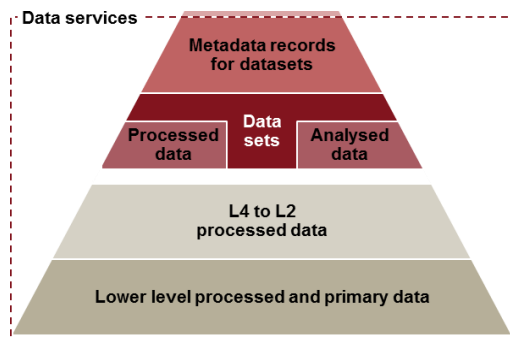 Data services
Metadata records
for datasets
Data
sets
Processed
data
Analysed
data
L4 to L2
processed data
Lower level processed and primary data